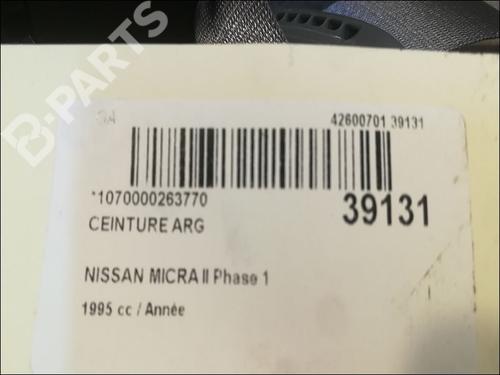 B-PARTS
42600701 39131
*1070000263770
39131
CEINTURE ARG
NISSAN MICRA II Phase 1
1995 cc / Année